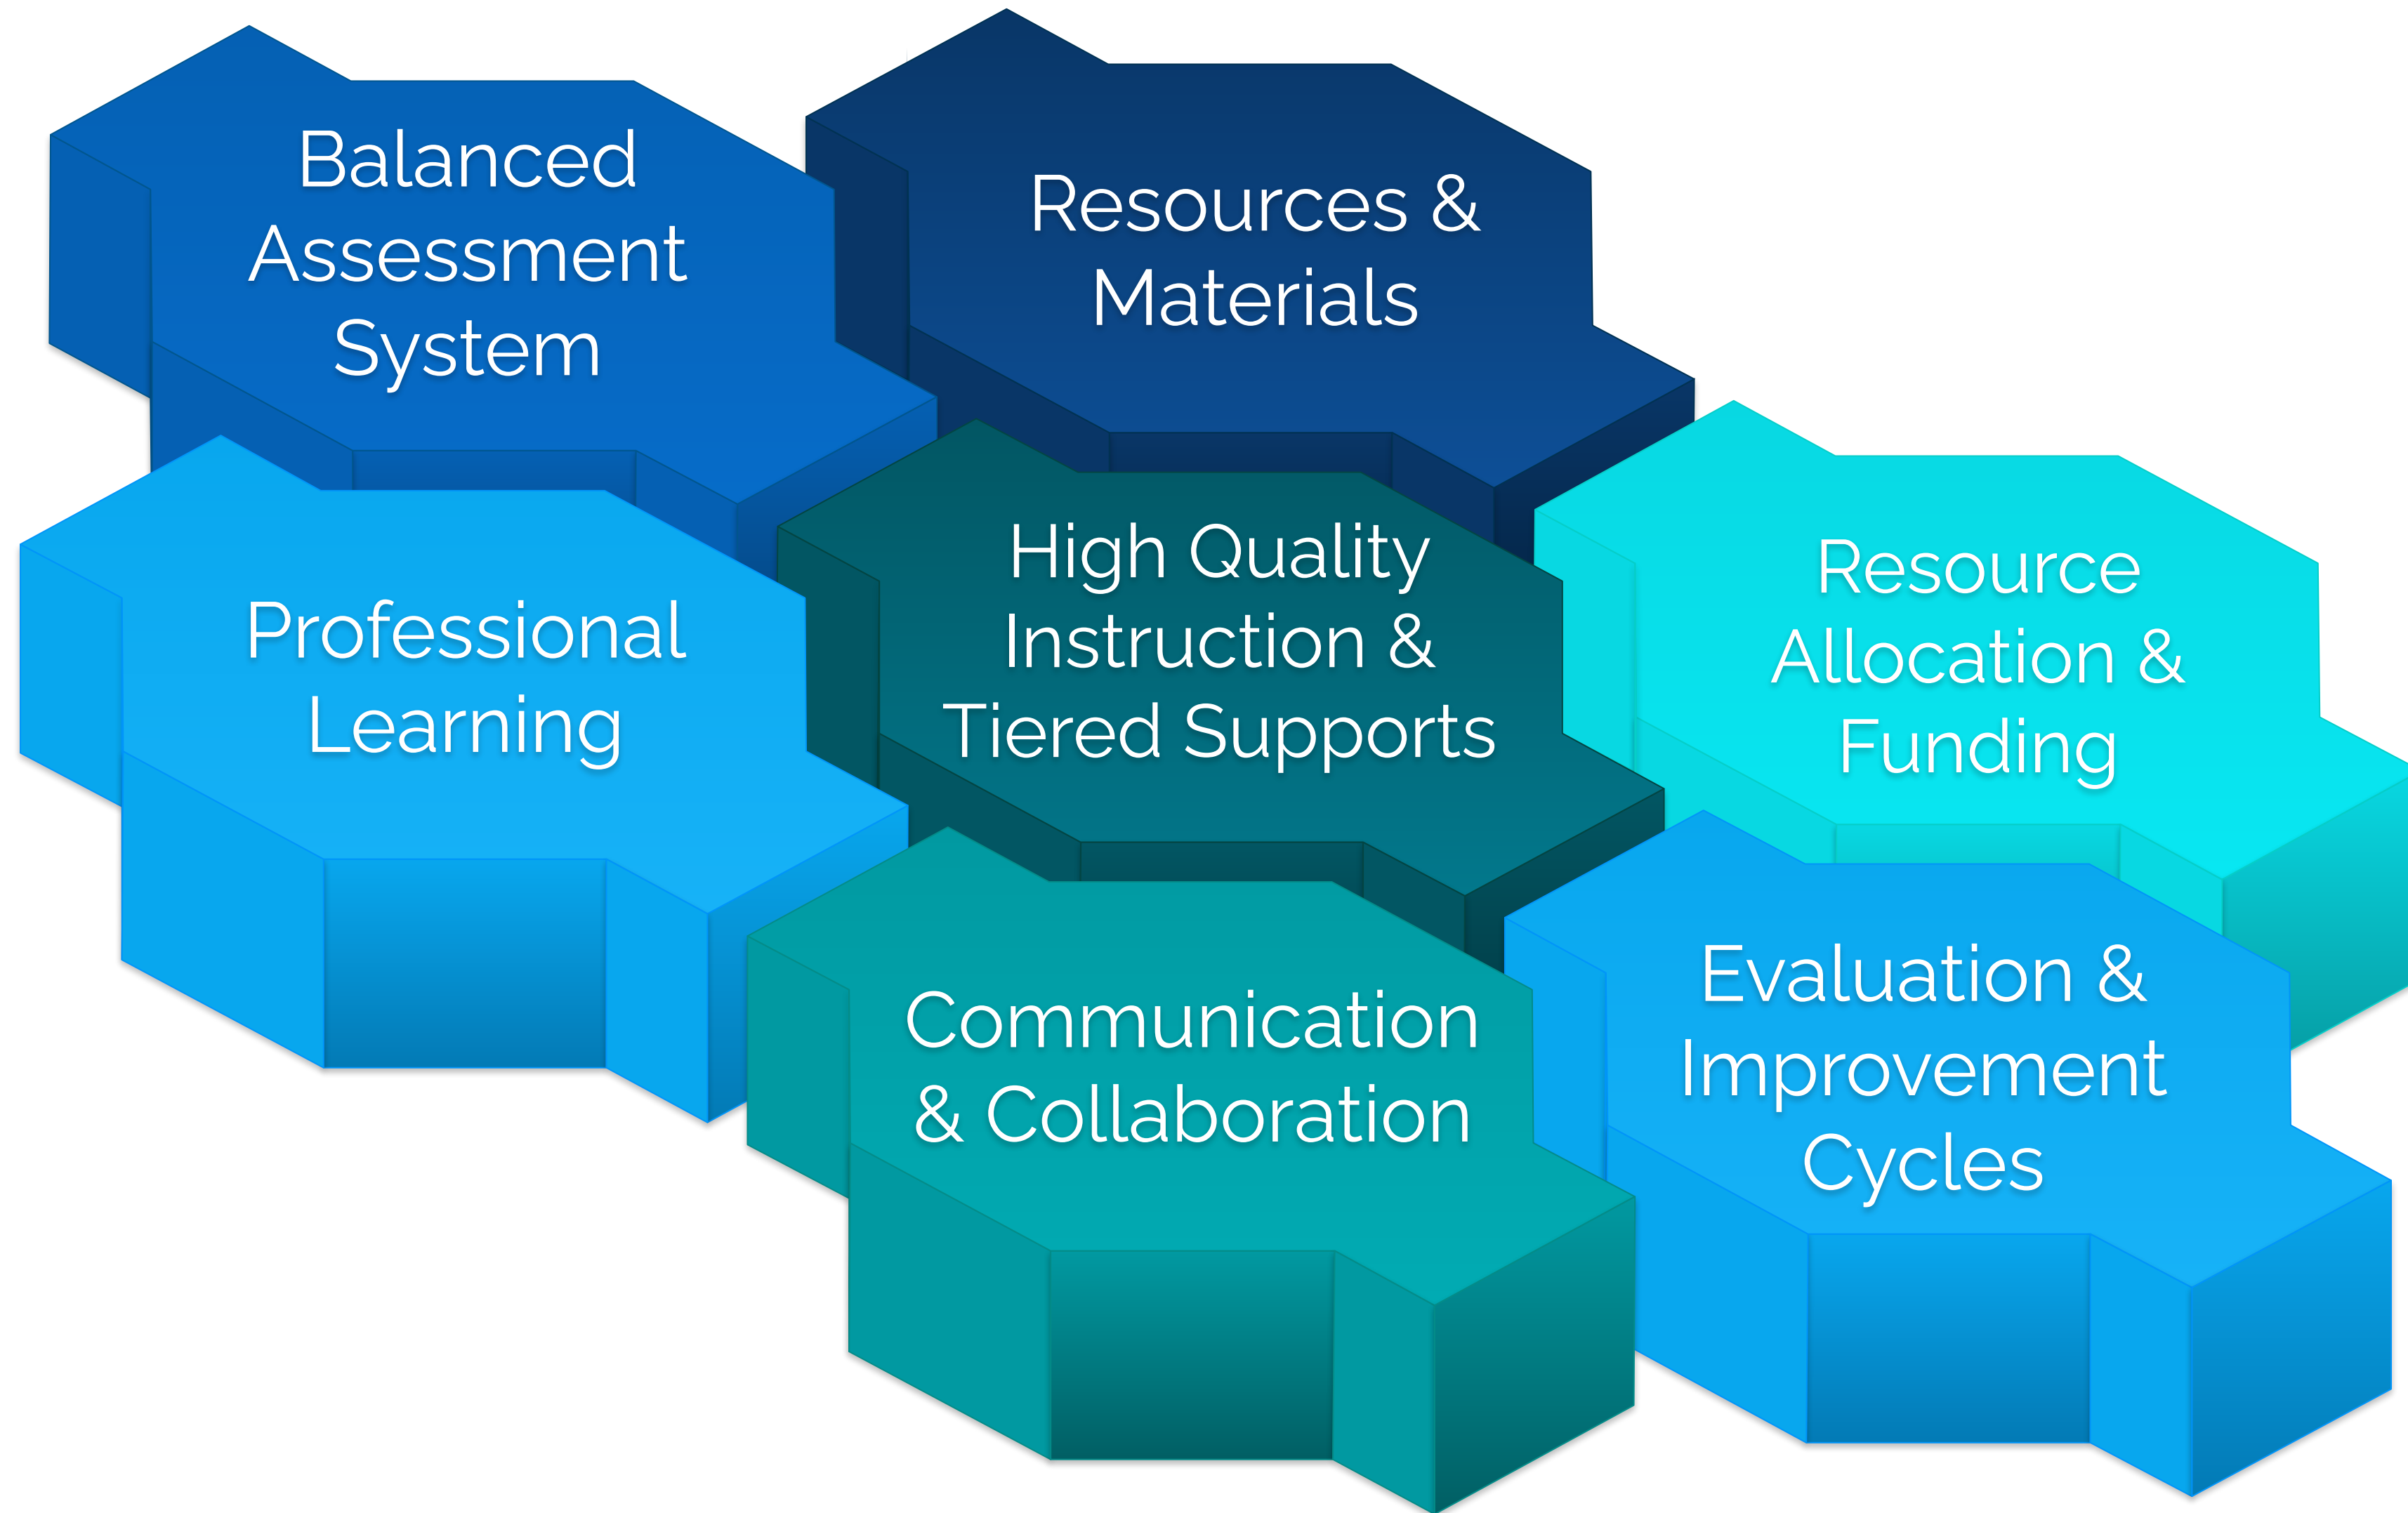 Balanced
Assessment
System
Resources &
Materials
Professional
Learning
High Quality
Instruction &
Tiered Supports
Resource
Allocation &
Funding
Communication
& Collaboration
Evaluation &
Improvement
Cycles